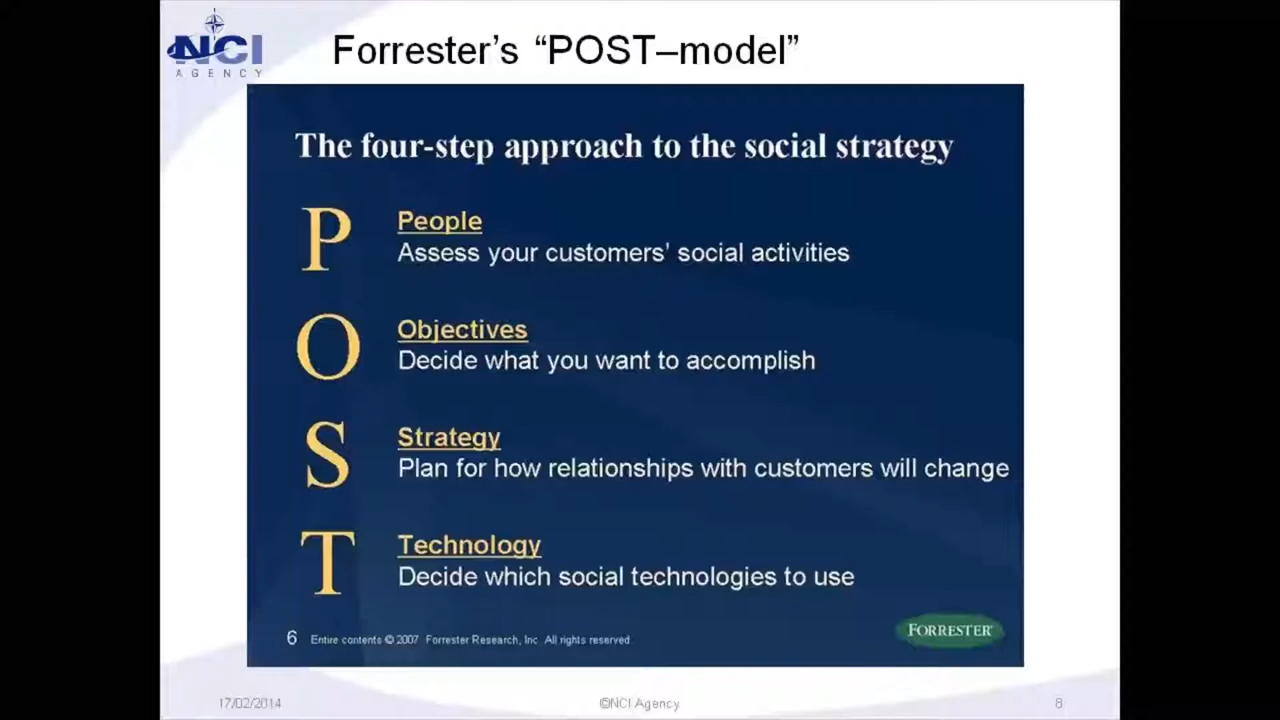 NCI
AGENCY
Forrester's “POST–model”
The four-step approach to the social strategy
P
People
Assess your customers' social activities
O
Objectives
Decide what you want to accomplish
S
Strategy
Plan for how relationships with customers will change
T
Technology
Decide which social technologies to use
6 Entire contents © 2007 Forrester Research, Inc. All rights reserved.
FORRESTER®
17/02/2014
©NCI Agency
8